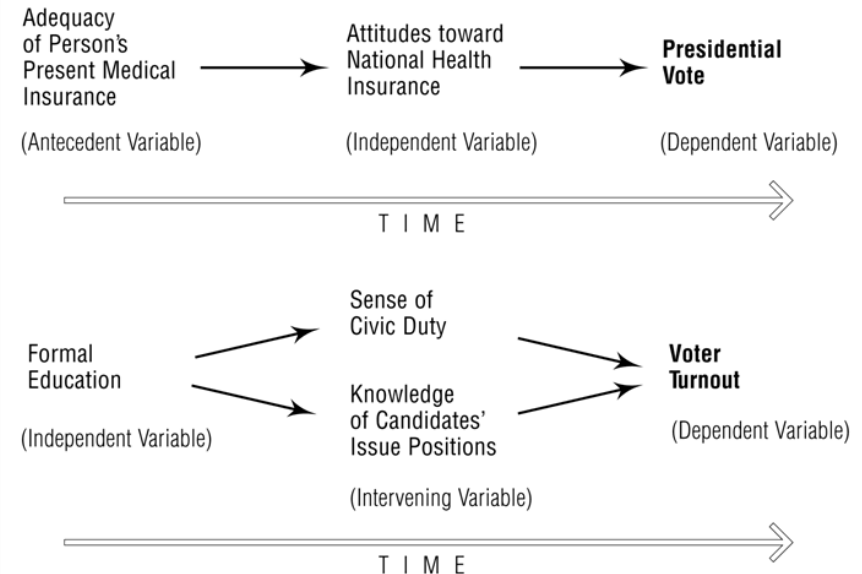 Adequacy
of Person's
Present Medical
Insurance
(Antecedent Variable)
Attitudes toward
National Health
Insurance
(Independent Variable)
Presidential
Vote
(Dependent Variable)
T I M E
Formal
Education
(Independent Variable)
Sense of
Civic Duty
Knowledge
of Candidates'
Issue Positions
(Intervening Variable)
Voter
Turnout
(Dependent Variable)
T I M E